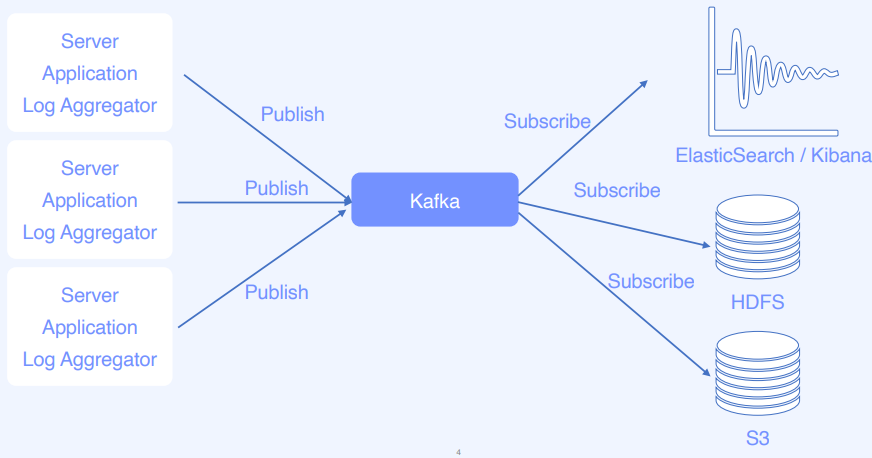 Server
Application
Log Aggregator
Server
Application
Log Aggregator
Server
Application
Log Aggregator
Publish
Publish
Publish
Kafka
Subscribe
Subscribe
Subscribe
ElasticSearch / Kibana
HDFS
S3
4